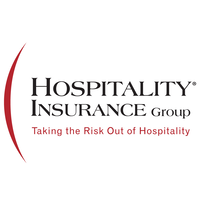 HOSPITALITY®
INSURANCE Group
Taking the Risk Out of Hospitality